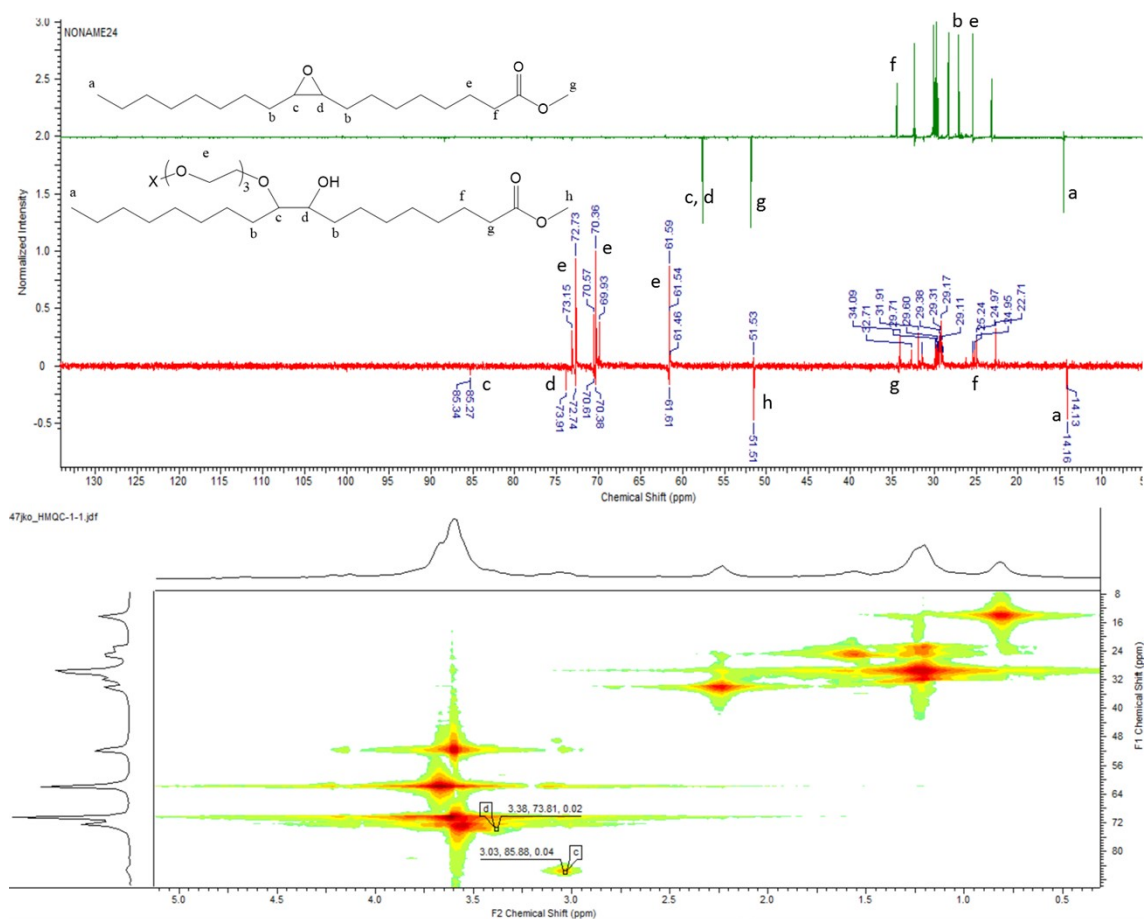 NONAME24
3.0
2.5
2.0
1.5
1.0
0.5
0
-0.5
Normalized Intensity
b e
f
O
a
e
O
g
c
d
O
b
b
f
c, d
g
a
e
O
X
O
3
OH
a
f
O
h
c
d
O
b
b
g
72.73
70.36
61.59
e
e
e
73.15
70.57
69.93
61.54
61.46
51.53
34.09
32.71
31.91
29.71
29.60
29.38
29.31
29.17
29.11
25.24
24.97
24.95
22.71
c
d
g
f
h
a
85.34
85.27
73.91
72.74
70.61
70.38
61.61
51.51
14.16
14.13
130 125 120 115 110 105 100 95 90 85 80 75 70 65 60 55 50 45 40 35 30 25 20 15 10 5
Chemical Shift (ppm)
47jko_HMQC-1-1.jdf
8
16
24
32
40
48
56
64
72
80
F1 Chemical Shift (ppm)
d 3.38, 73.81, 0.02
3.03, 85.88, 0.04 c
5.0 4.5 4.0 3.5 3.0 2.5 2.0 1.5 1.0 0.5
F2 Chemical Shift (ppm)